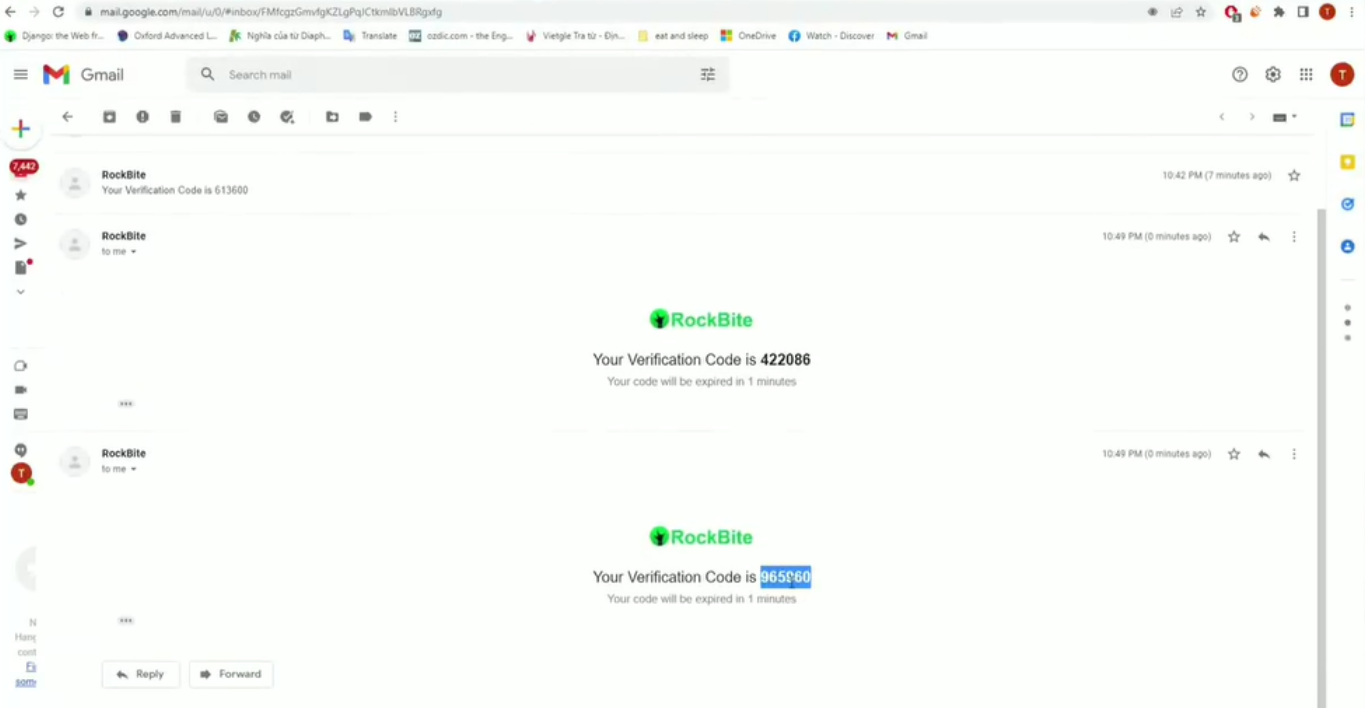 mail.google.com/mail/u/0/#inbox/FMfcgzGmvfgKZLgPqJCtkmlbVLBRgxfg
Django: the Web fr... Oxford Advanced L... Nghĩa của từ Diaph... Translate ozdic.com - the Eng... Vietgle Tra từ - Địn... eat and sleep OneDrive Watch - Discover Gmail
Gmail Search mail T
7,442
RockBite 10:42 PM (7 minutes ago)
Your Verification Code is 613600
RockBite 10:49 PM (0 minutes ago)
to me
RockBite
Your Verification Code is 422086
Your code will be expired in 1 minutes
RockBite 10:49 PM (0 minutes ago)
to me
T
RockBite
Your Verification Code is
Your code will be expired in 1 minutes
N
Hang
cont
Fi
som
Reply Forward